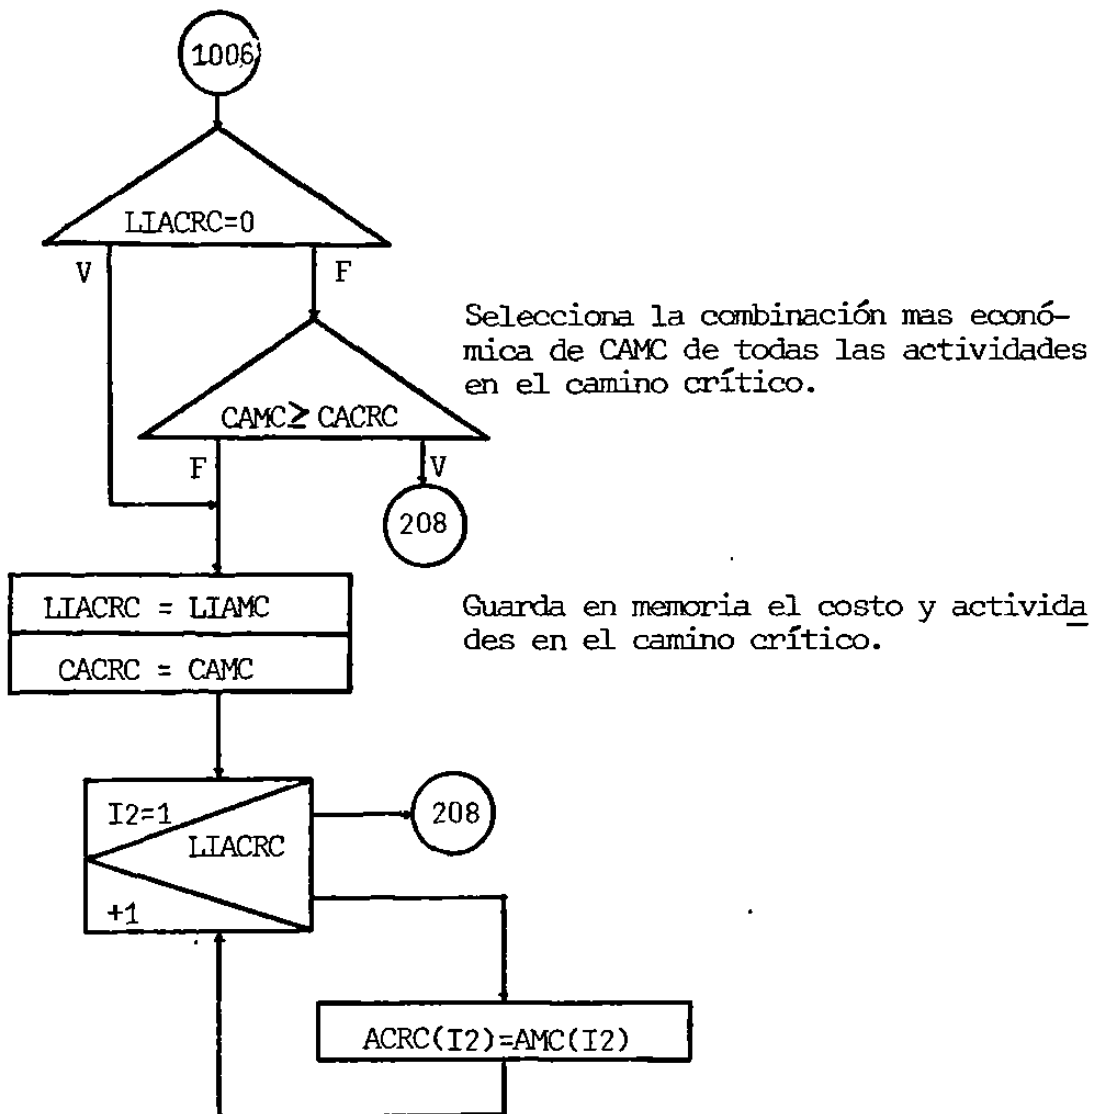 1006
LIACRC=0
V
F
Selecciona la combinación mas econó-
mica de CAMC de todas las actividades
en el camino crítico.
CAMC≥ CACRC
F
V
208
LIACRC = LIAMC
CACRC = CAMC
Guarda en memoria el costo y activida
des en el camino crítico.
I2=1
LIACRC
+1
208
ACRC(I2)=AMC(I2)